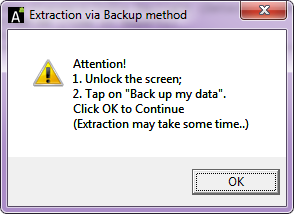 Extraction via Backup method
Attention!
1. Unlock the screen;
2. Tap on "Back up my data".
Click OK to Continue
(Extraction may take some time..)
OK